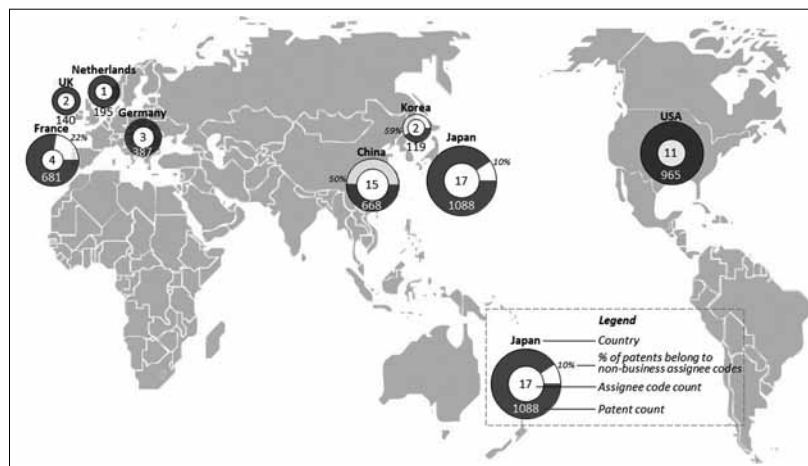 Netherlands
1
195
UK
2
140
Germany
3
387
France
22%
4
681
Korea
59%
2
119
China
50%
15
668
Japan
10%
17
1088
USA
11
965
Legend
Japan
Country
10%
% of patents belong to
non-business assignee codes
17
Assignee code count
1088
Patent count